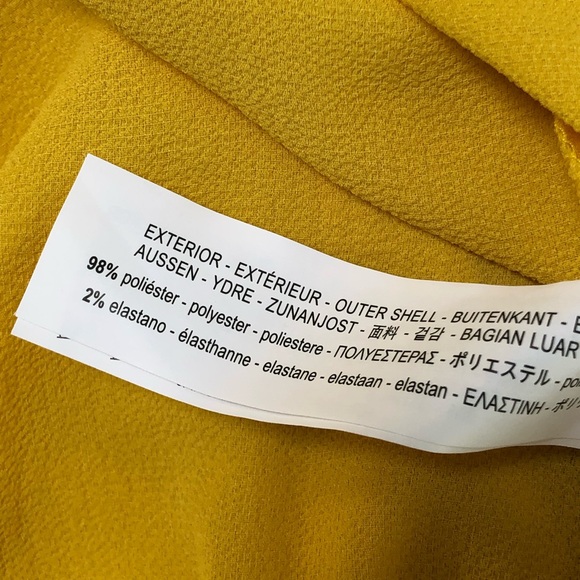 EXTERIOR - EXTÉRIEUR - OUTER SHELL - BUITENKANT -
AUSSEN - YDRE - ZUNANJOST - 面料 - 겉감 - BAGIAN LUAR
98% poliéster - polyester - poliestere - ΠΟΛΥΕΣΤΕΡΑΣ - ポリエステル -
2% elastano - élasthanne - elastane - elastaan - elastan - ΕΛΑΣΤΙΝΗ -